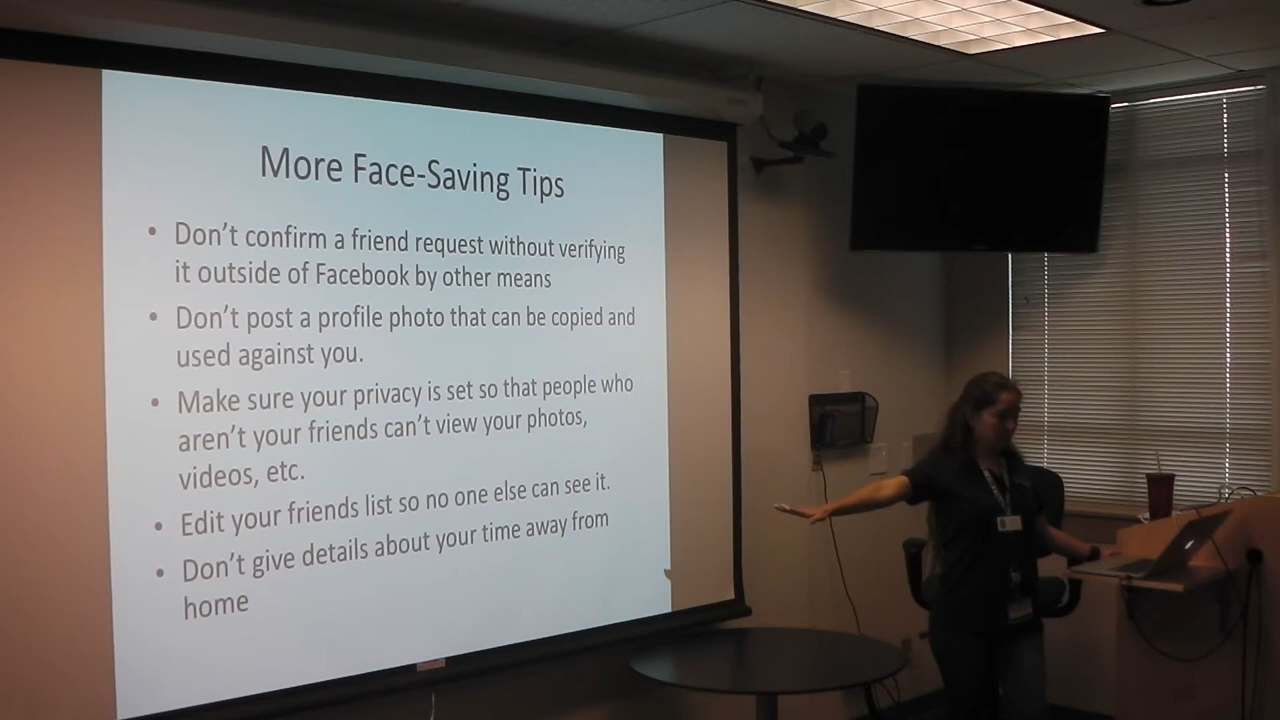 More Face-Saving Tips
• Don't confirm a friend request without verifying
it outside of Facebook by other means
• Don't post a profile photo that can be copied and
used against you.
• Make sure your privacy is set so that people who
aren't your friends can't view your photos,
videos, etc.
• Edit your friends list so no one else can see it.
• Don't give details about your time away from
home